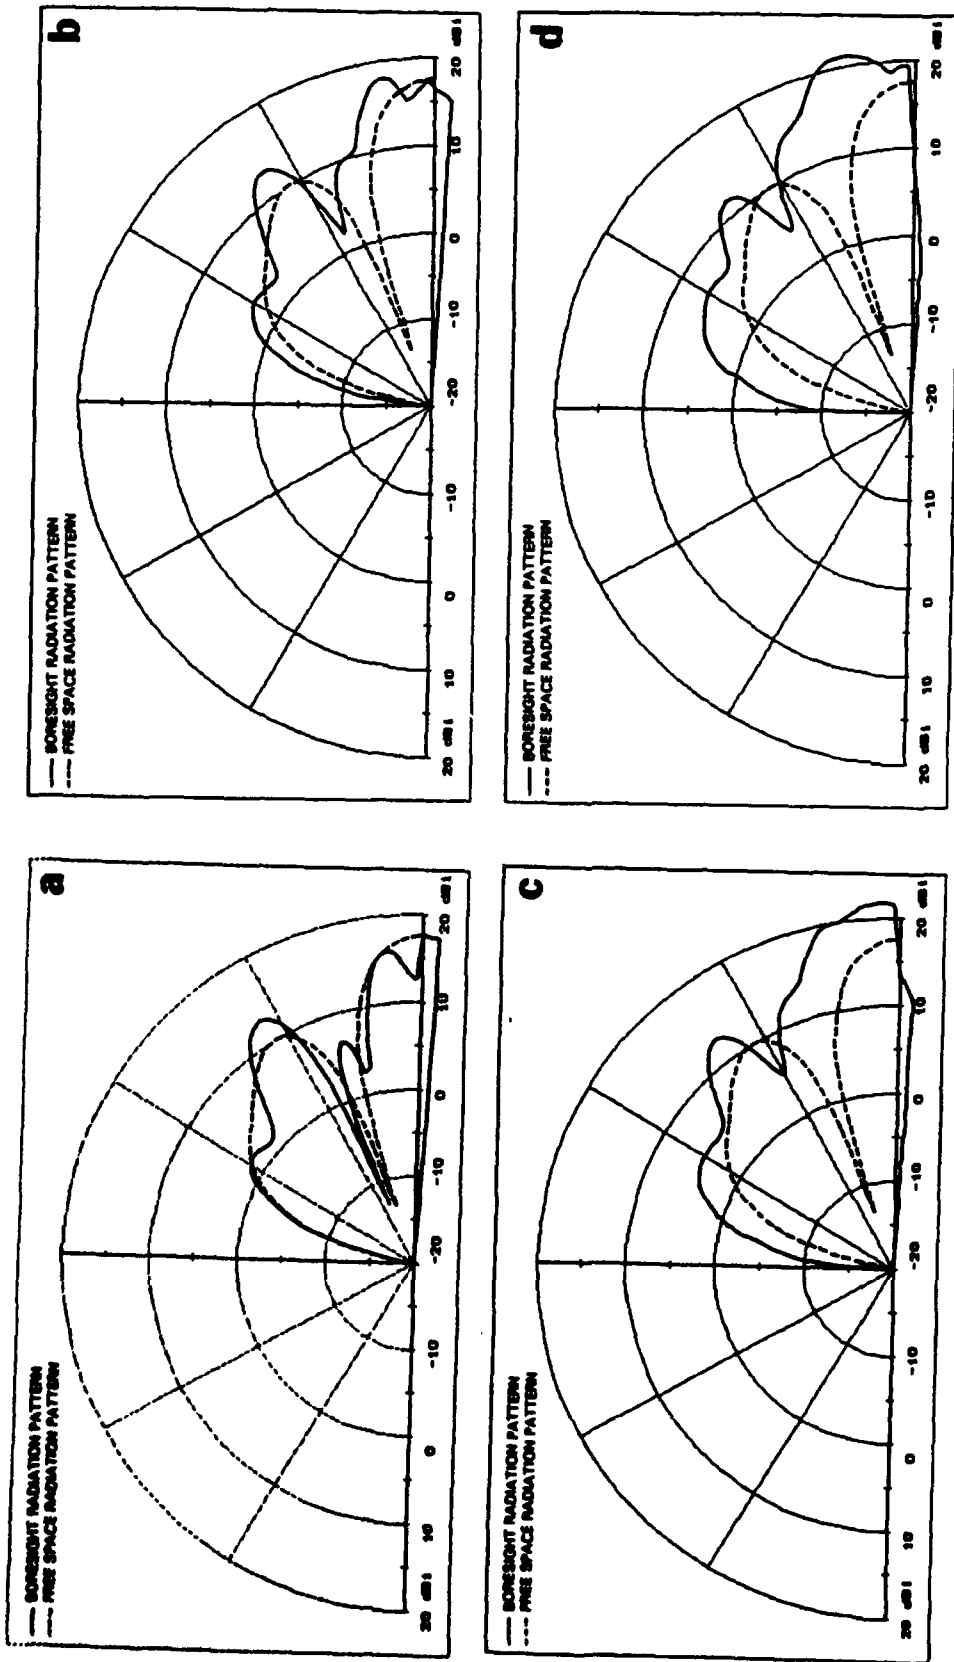 a
—— BORESIGHT RADIATION PATTERN
--- FREE SPACE RADIATION PATTERN
20 dBi 10 0 -10 -20 -10 0 10 20 dBi
b
—— BORESIGHT RADIATION PATTERN
--- FREE SPACE RADIATION PATTERN
20 dBi 10 0 -10 -20 -10 0 10 20 dBi
c
—— BORESIGHT RADIATION PATTERN
--- FREE SPACE RADIATION PATTERN
20 dBi 10 0 -10 -20 -10 0 10 20 dBi
d
—— BORESIGHT RADIATION PATTERN
--- FREE SPACE RADIATION PATTERN
20 dBi 10 0 -10 -20 -10 0 10 20 dBi